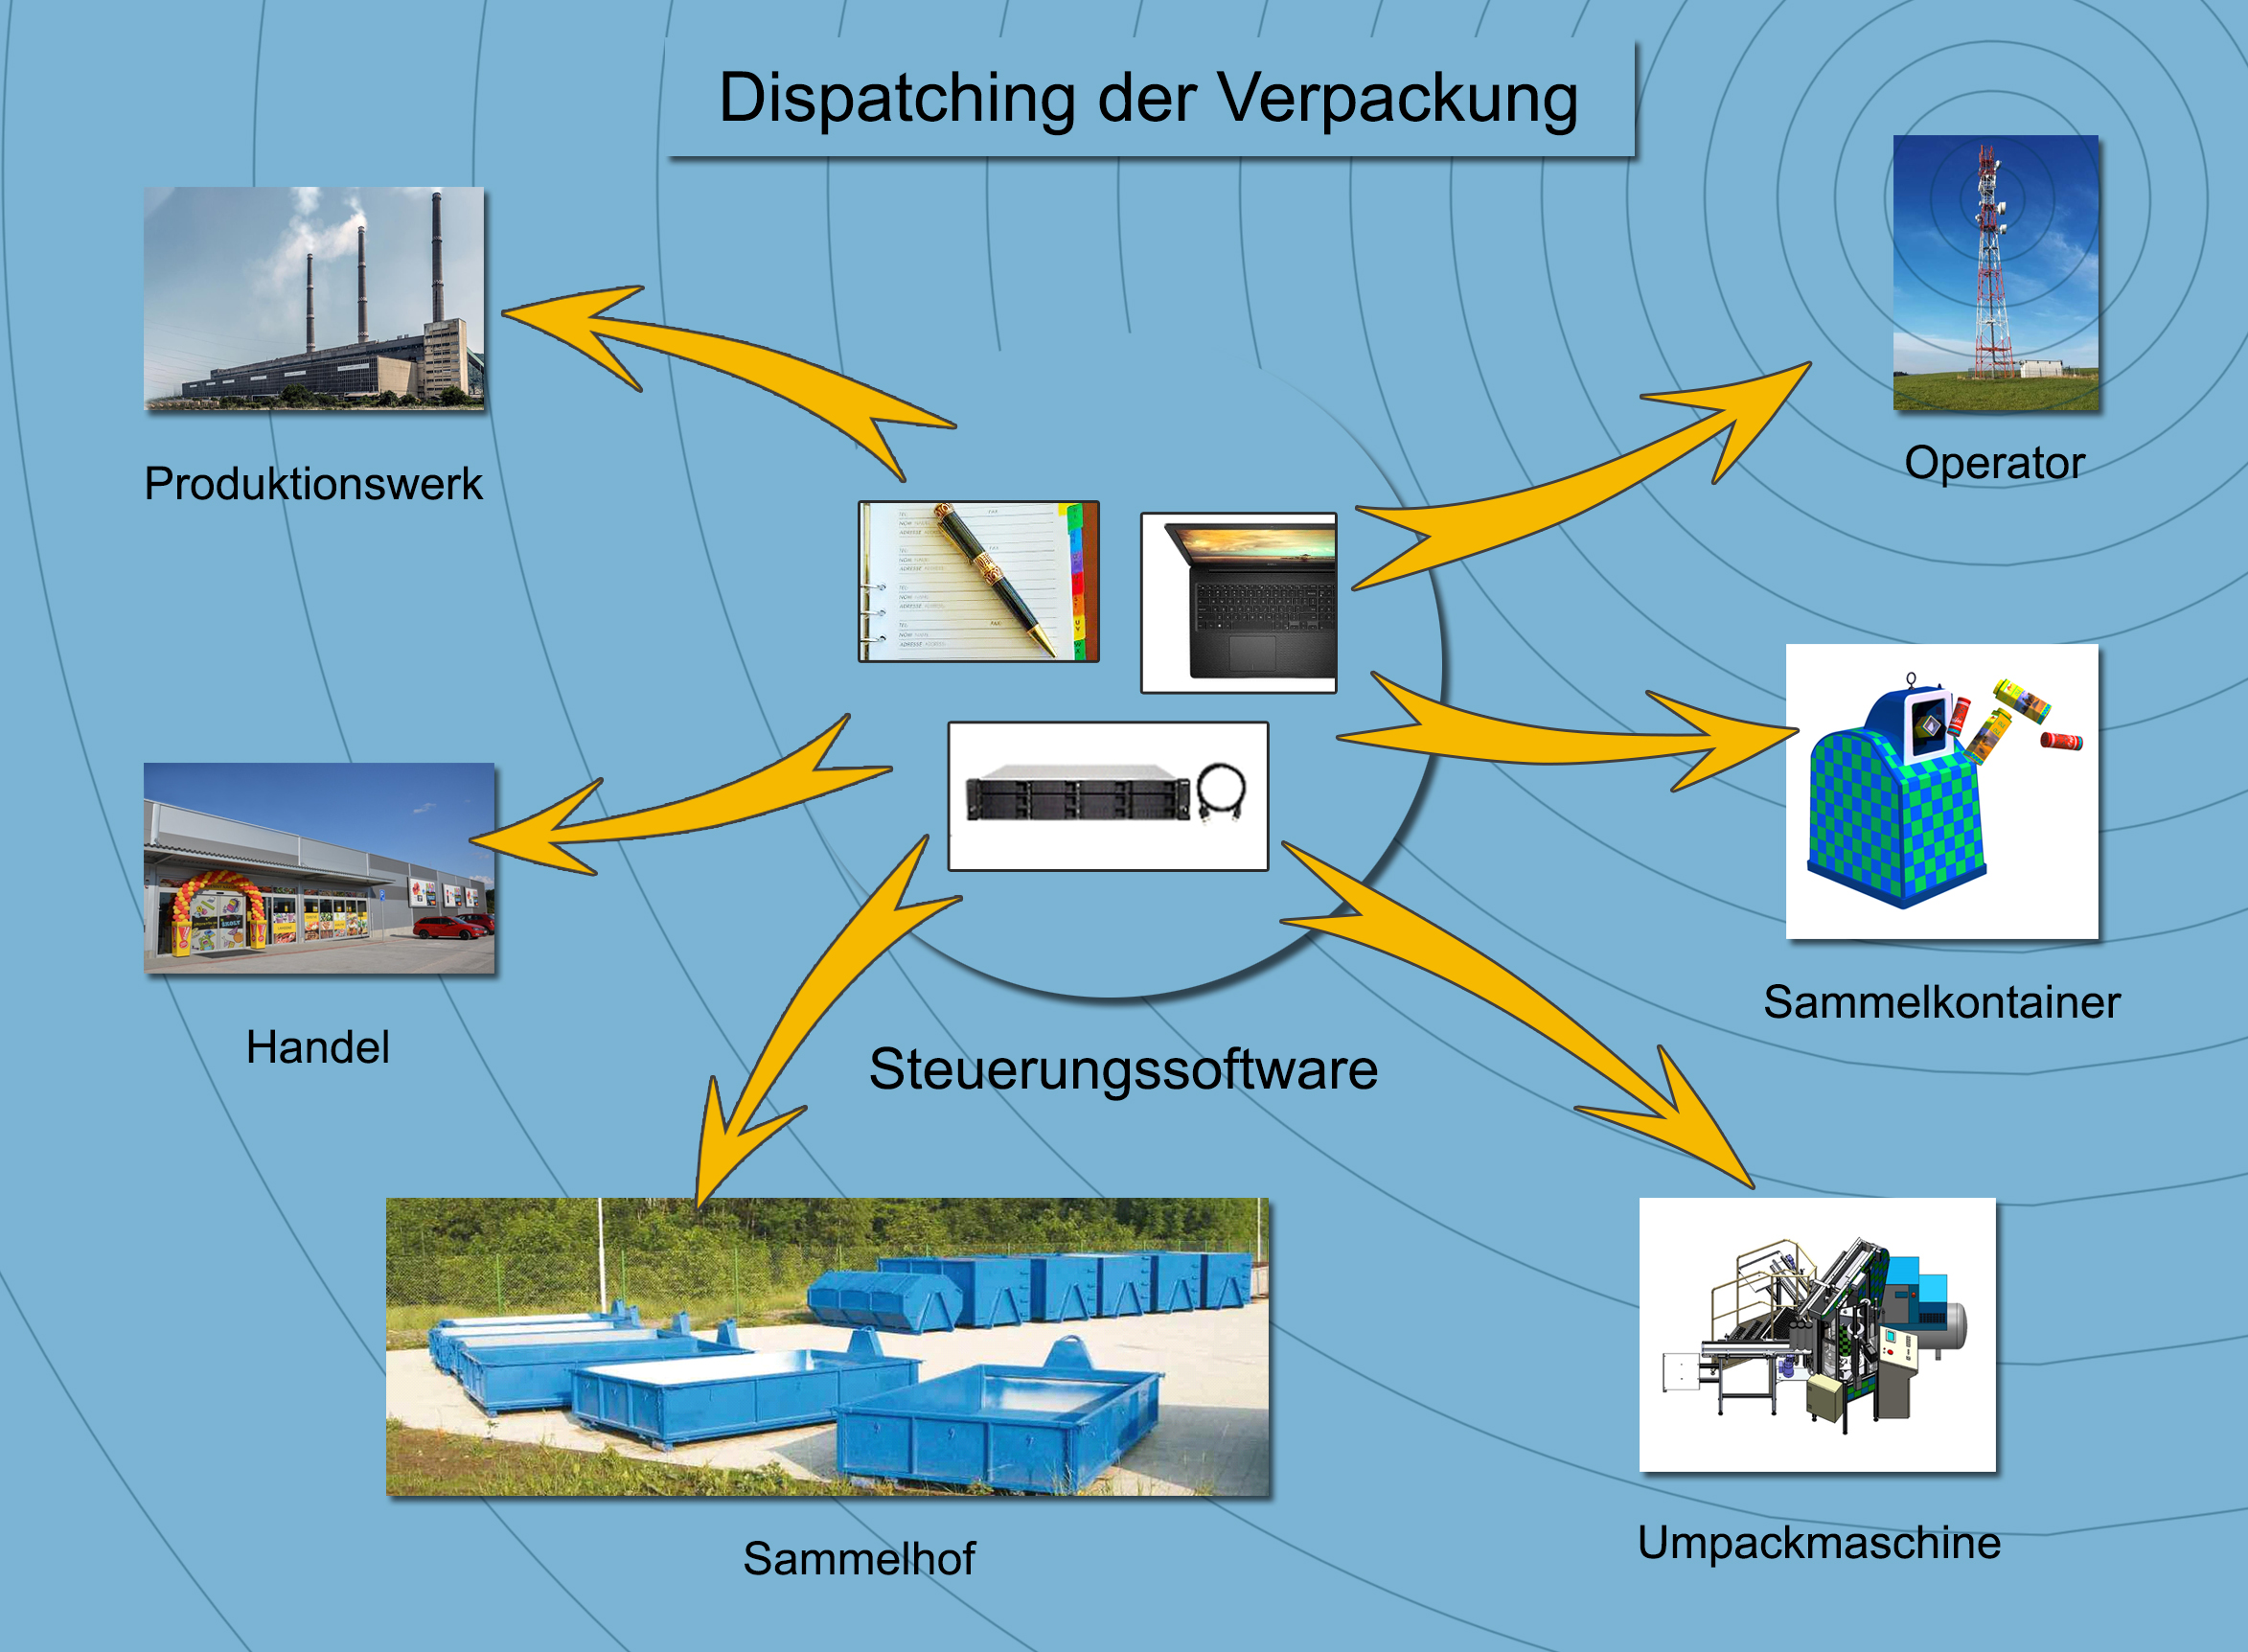 Dispatching der Verpackung
Produktionswerk
Operator
Handel
Sammelkontainer
Steuerungssoftware
Sammelhof
Umpackmaschine